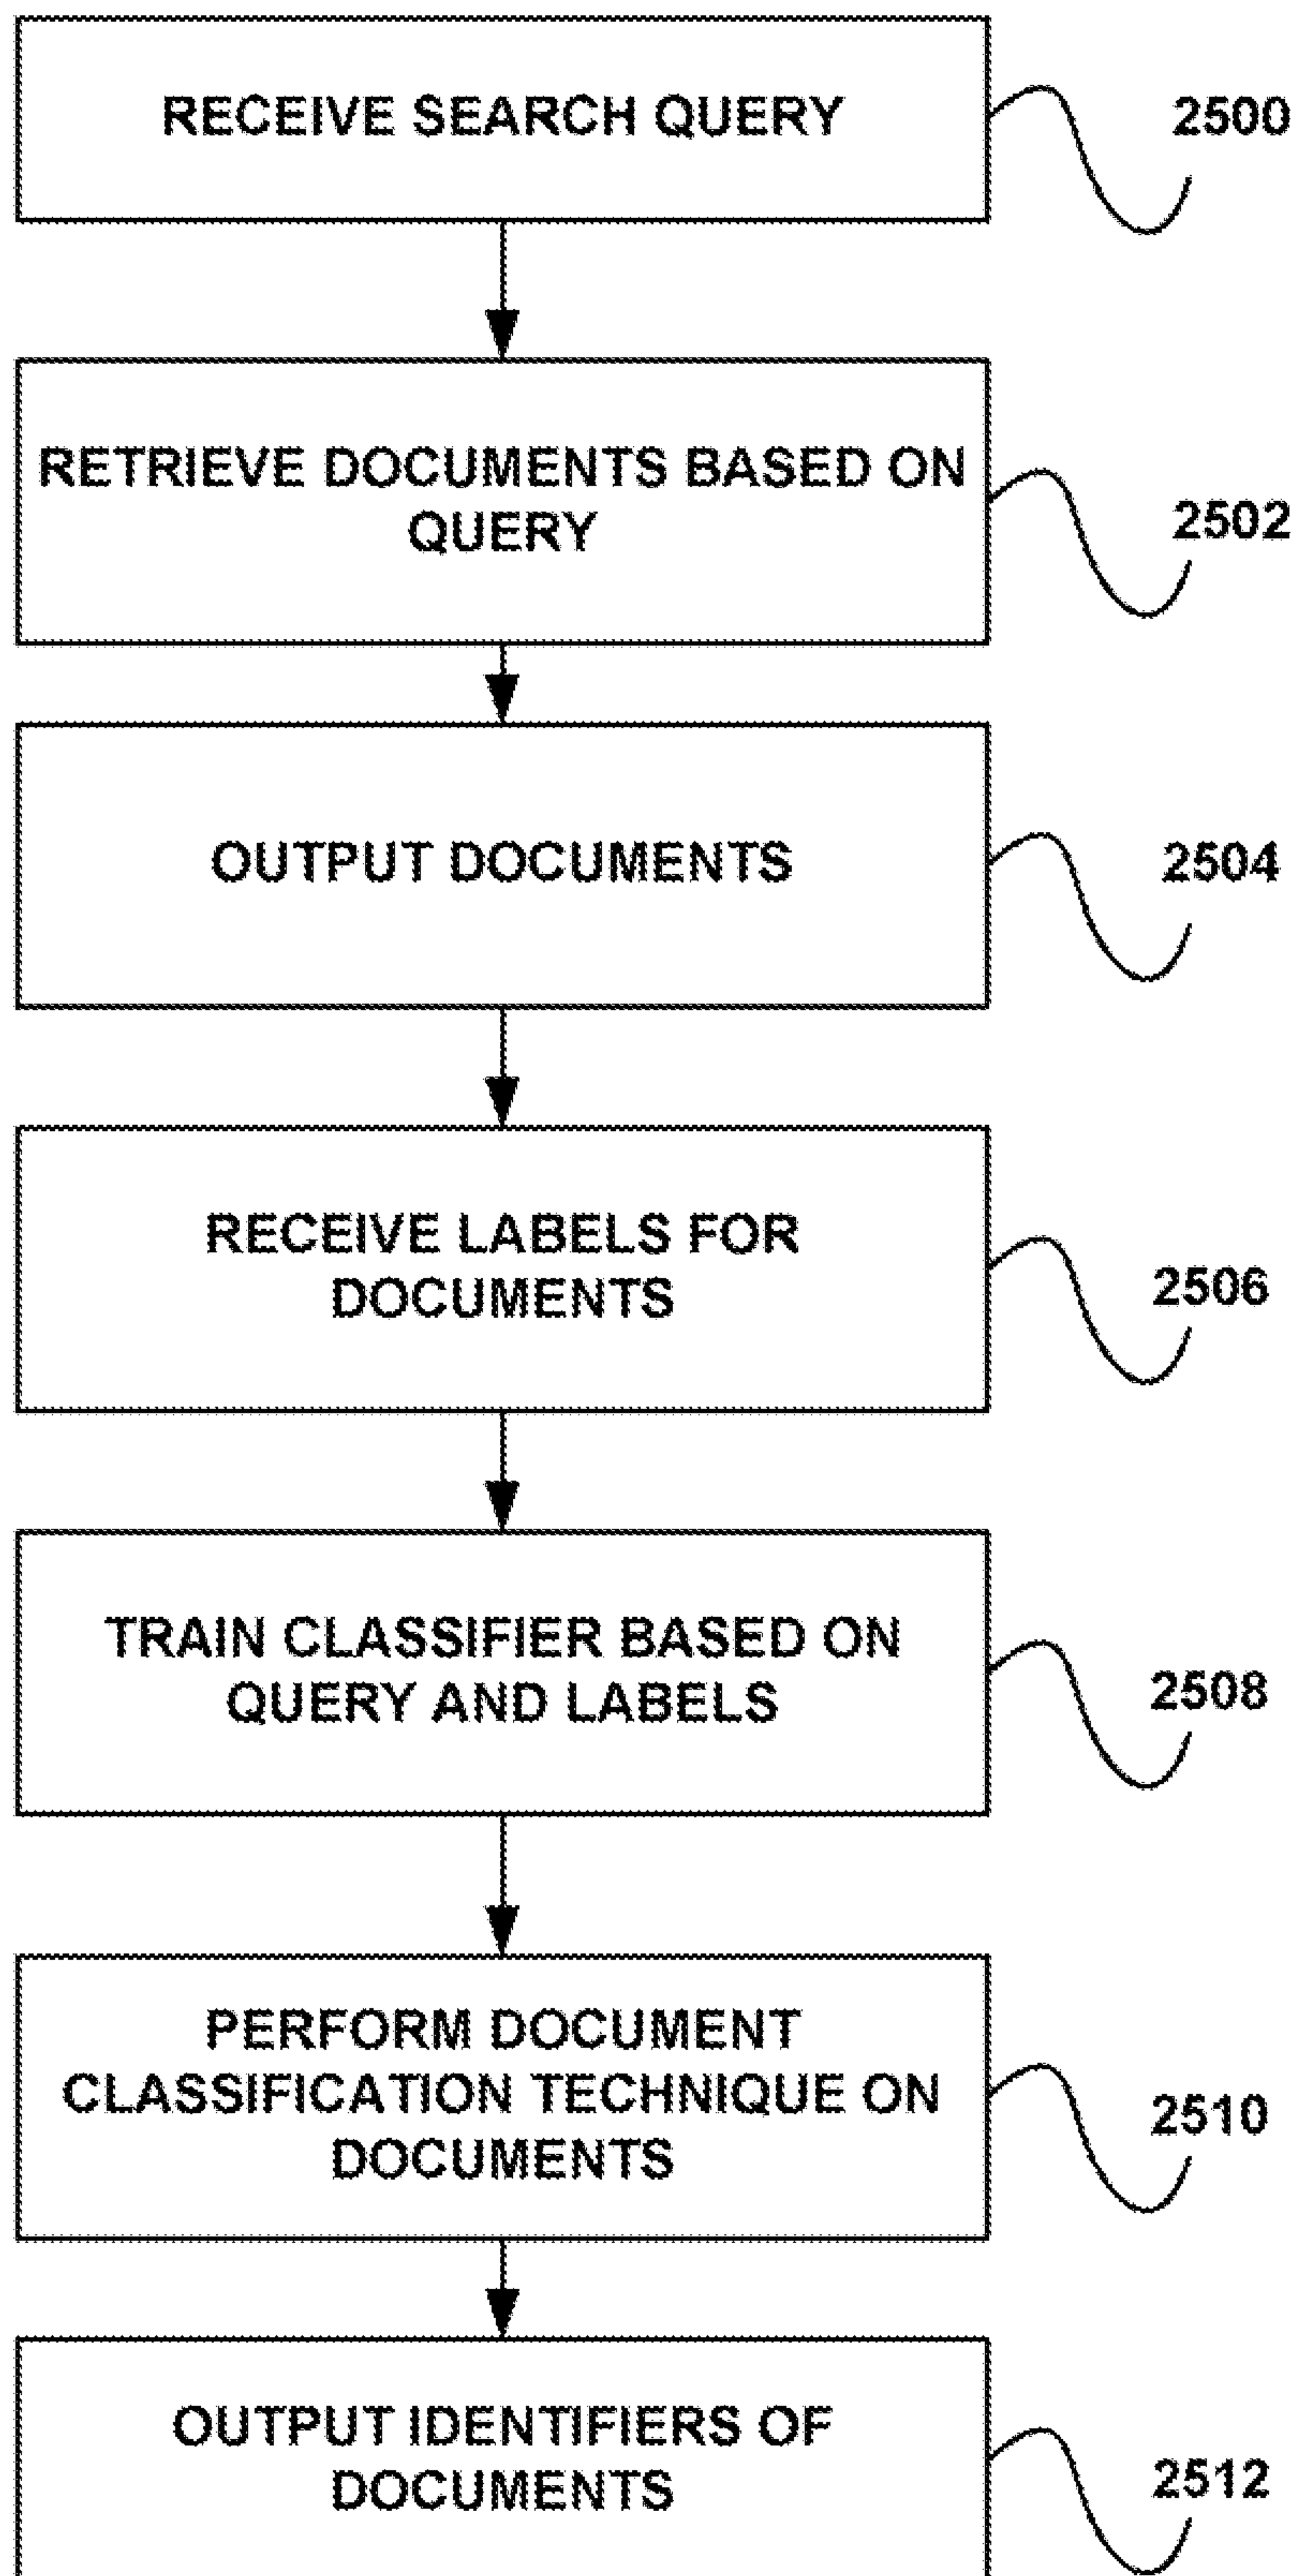 RECEIVE SEARCH QUERY
2500
RETRIEVE DOCUMENTS BASED ON
QUERY
2502
OUTPUT DOCUMENTS
2504
RECEIVE LABELS FOR
DOCUMENTS
2506
TRAIN CLASSIFIER BASED ON
QUERY AND LABELS
2508
PERFORM DOCUMENT
CLASSIFICATION TECHNIQUE ON
DOCUMENTS
2510
OUTPUT IDENTIFIERS OF
DOCUMENTS
2512